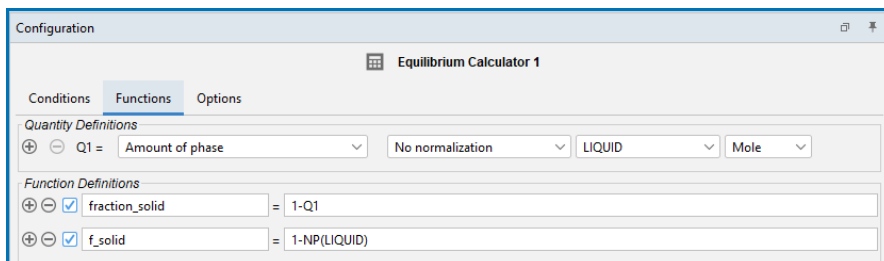 Configuration
Equilibrium Calculator 1
Conditions Functions Options
Quantity Definitions
Q1 = Amount of phase No normalization LIQUID Mole
Function Definitions
fraction_solid = 1-Q1
f_solid = 1-NP(LIQUID)